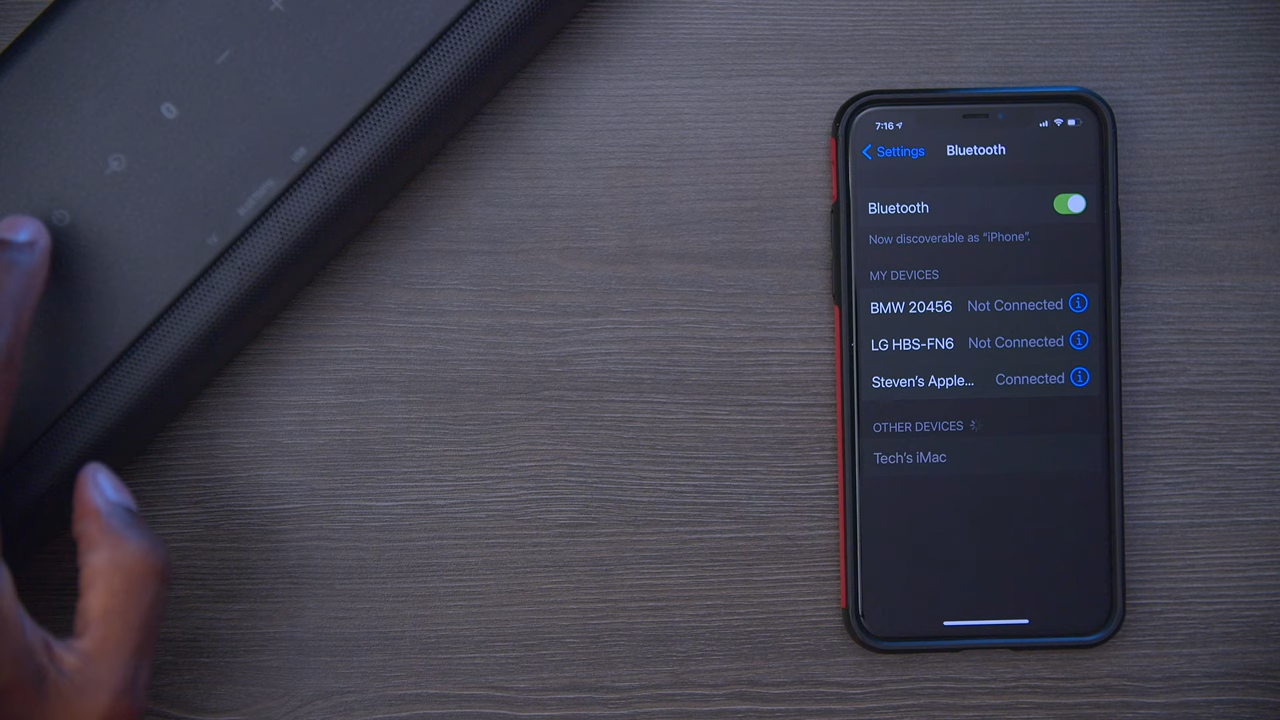 7:16
Settings
Bluetooth
Bluetooth
Now discoverable as “iPhone”.
MY DEVICES
BMW 20456 Not Connected
LG HBS-FN6 Not Connected
Steven’s Apple... Connected
OTHER DEVICES
Tech’s iMac